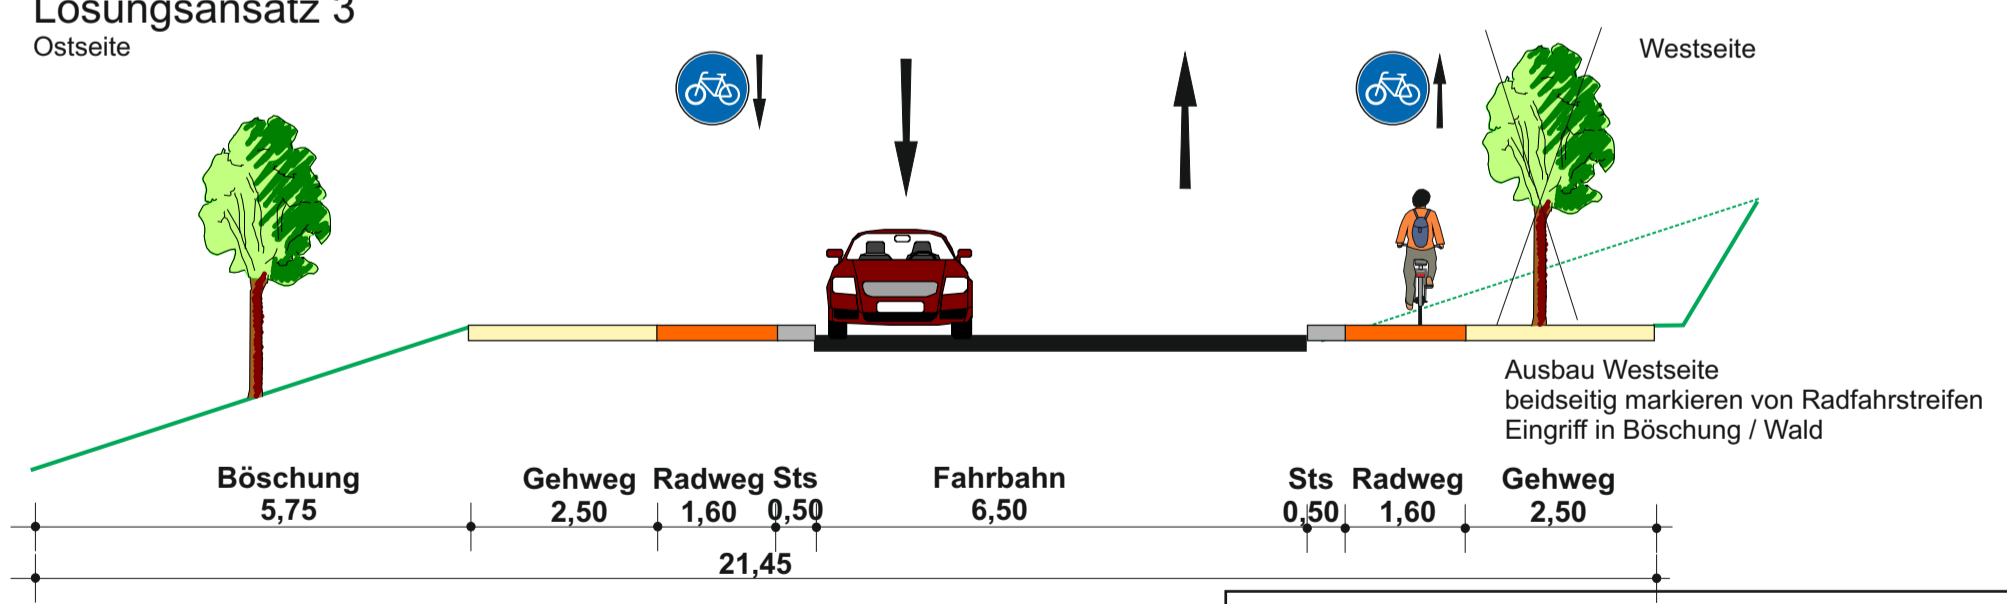 Lösungsansatz 3
Ostseite
Westseite
Ausbau Westseite
beidseitig markieren von Radfahrstreifen
Eingriff in Böschung / Wald
Böschung Gehweg Radweg Sts Fahrbahn Sts Radweg Gehweg
5,75 2,50 1,60 0,50 6,50 0,50 1,60 2,50
21,45